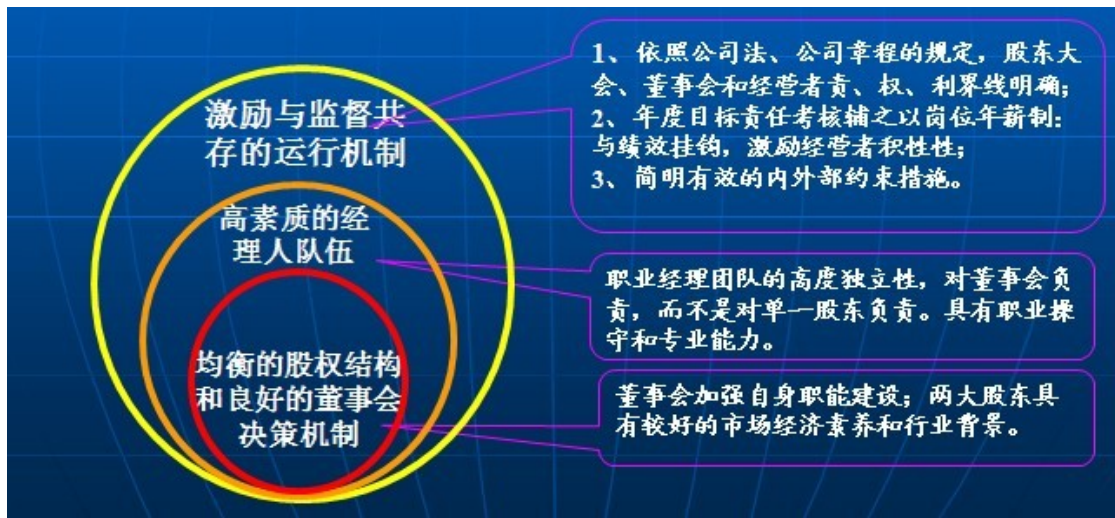 激励与监督共
存的运行机制
高素质的经
理人队伍
均衡的股权结构
和良好的董事会
决策机制
1、依照公司法、公司章程的规定，股东大
会、董事会和经营者责、权、利界线明确；
2、年度目标责任考核辅之以岗位年薪制：
与绩效挂钩，激励经营者积性性；
3、简明有效的内外部约束措施。
职业经理团队的高度独立性，对董事会负
责，而不是对单一股东负责。具有职业操
守和专业能力。
董事会加强自身职能建设；两大股东具
有较好的市场经济素养和行业背景。